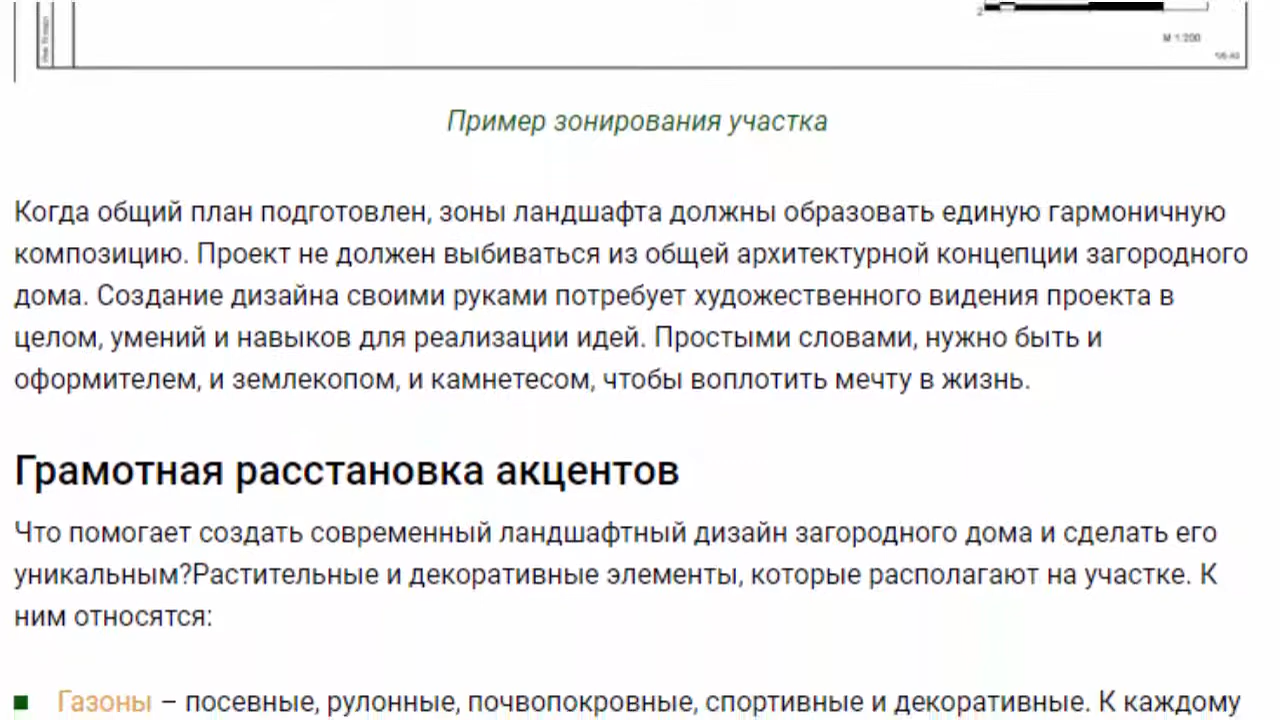 М 1:200
Пример зонирования участка
Когда общий план подготовлен, зоны ландшафта должны образовать единую гармоничную
композицию. Проект не должен выбиваться из общей архитектурной концепции загородного
дома. Создание дизайна своими руками потребует художественного видения проекта в
целом, умений и навыков для реализации идей. Простыми словами, нужно быть и
оформителем, и землекопом, и камнетесом, чтобы воплотить мечту в жизнь.
Грамотная расстановка акцентов
Что помогает создать современный ландшафтный дизайн загородного дома и сделать его
уникальным?Растительные и декоративные элементы, которые располагают на участке. К
ним относятся:
Газоны – посевные, рулонные, почвопокровные, спортивные и декоративные. К каждому